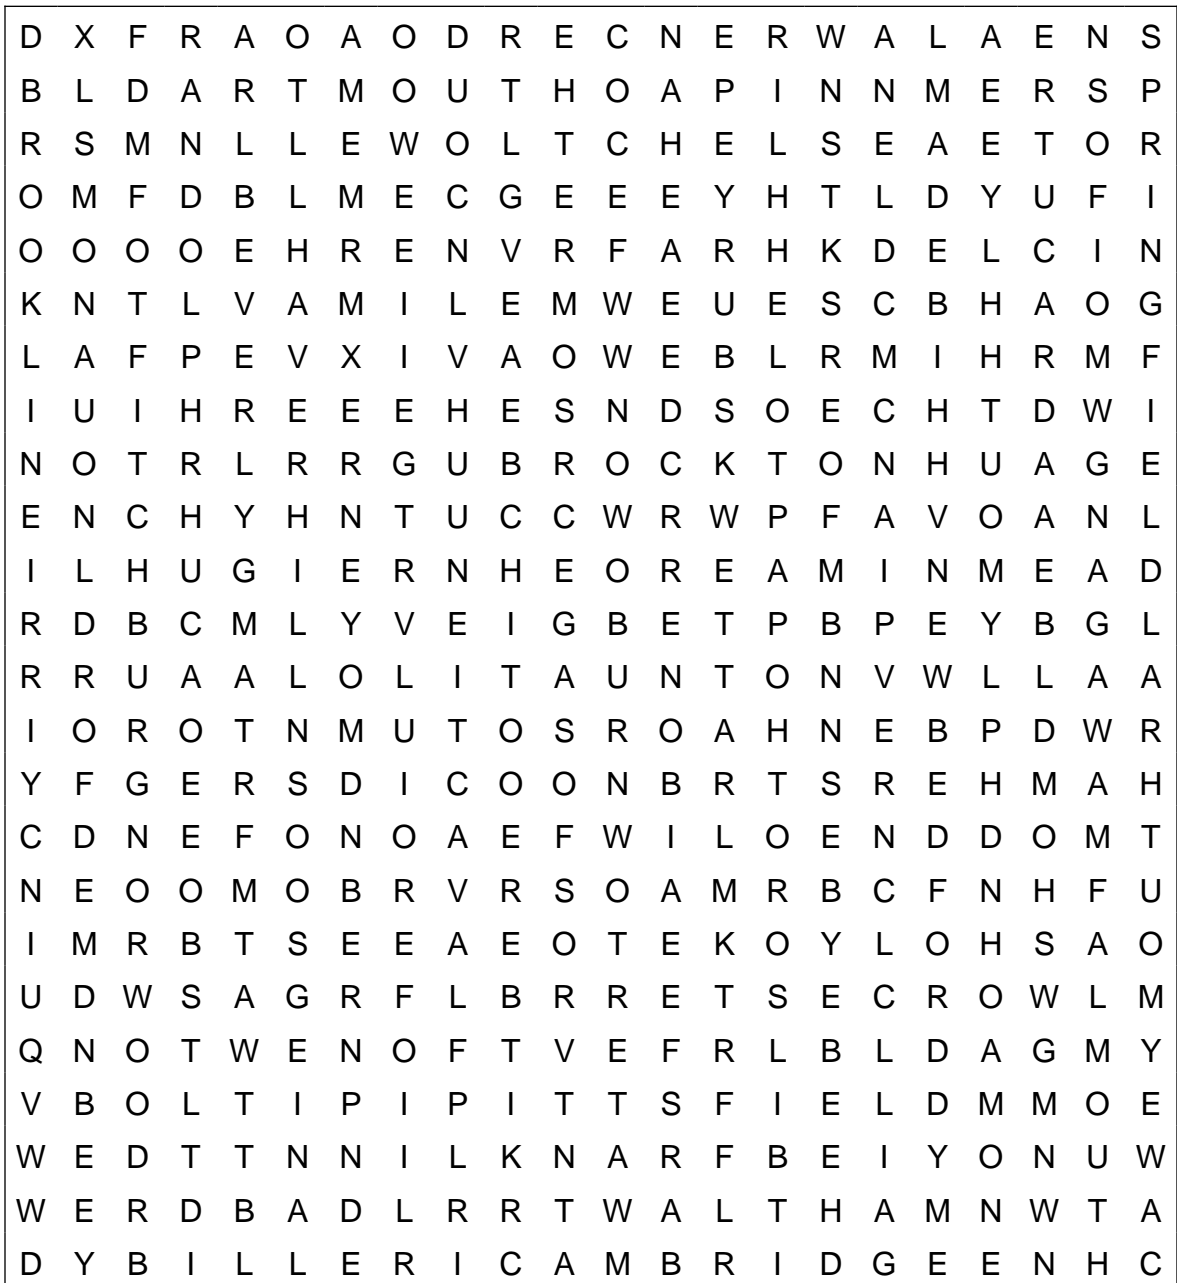 D X F R A O A O D R E C N E R W A L A E N S
B L D A R T M O U T H O A P I N N M E R S P
R S M N L L E W O L T C H E L S E A E T O R
O M F D B L M E C G E E E Y H T L D Y U F I
O O O O E H R E N V R F A R H K D E L C I N
K N T L V A M I L E M W E U E S C B H A O G
L A F P E V X I V A O W E B L R M I H R M F
I U I H R E E E H E S N D S O E C H T D W I
N O T R L R R G U B R O C K T O N H U A G E
E N C H Y H N T U C C W R W P F A V O A N L
I L H U G I E R N H E O R E A M I N M E A D
R D B C M L Y V E I G B E T P B P E Y B G L
R R U A A L O L I T A U N T O N V W L L A A
I O R O T N M U T O S R O A H N E B P D W R
Y F G E R S D I C O O N B R T S R E H M A H
C D N E F O N O A E F W I L O E N D D O M T
N E O O M O B R V R S O A M R B C F N H F U
I M R B T S E E A E O T E K O Y L O H S A O
U D W S A G R F L B R R E T S E C R O W L M
Q N O T W E N O F T V E F R L B L D A G M Y
V B O L T I P I P I T T S F I E L D M M O E
W E D T T N N I L K N A R F B E I Y O N U W
W E R D B A D L R R T W A L T H A M N W T A
D Y B I L L E R I C A M B R I D G E E N H C